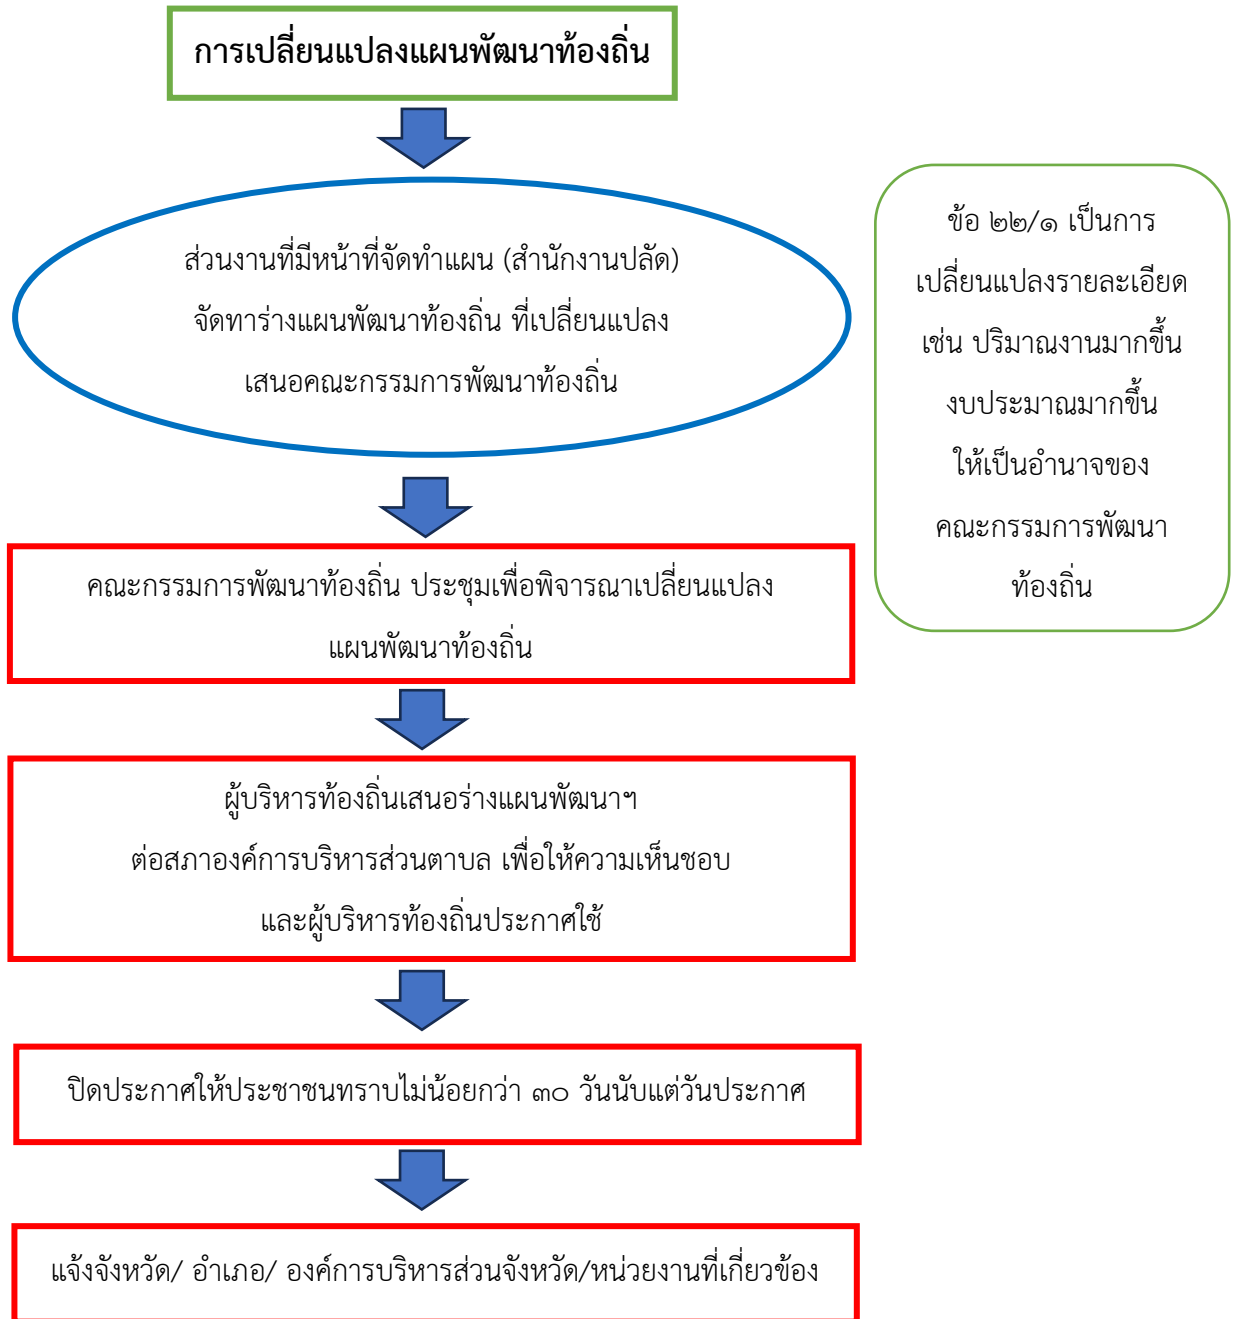 การเปลี่ยนแปลงแผนพัฒนาท้องถิ่น
ส่วนงานที่มีหน้าที่จัดทำแผน (สำนักงานปลัด)
จัดทาร่างแผนพัฒนาท้องถิ่น ที่เปลี่ยนแปลง
เสนอคณะกรรมการพัฒนาท้องถิ่น
ข้อ ๒๒/๑ เป็นการ
เปลี่ยนแปลงรายละเอียด
เช่น ปริมาณงานมากขึ้น
งบประมาณมากขึ้น
ให้เป็นอำนาจของ
คณะกรรมการพัฒนา
ท้องถิ่น
คณะกรรมการพัฒนาท้องถิ่น ประชุมเพื่อพิจารณาเปลี่ยนแปลง
แผนพัฒนาท้องถิ่น
ผู้บริหารท้องถิ่นเสนอร่างแผนพัฒนาฯ
ต่อสภาองค์การบริหารส่วนตาบล เพื่อให้ความเห็นชอบ
และผู้บริหารท้องถิ่นประกาศใช้
ปิดประกาศให้ประชาชนทราบไม่น้อยกว่า ๓๐ วันนับแต่วันประกาศ
แจ้งจังหวัด/ อำเภอ/ องค์การบริหารส่วนจังหวัด/หน่วยงานที่เกี่ยวข้อง